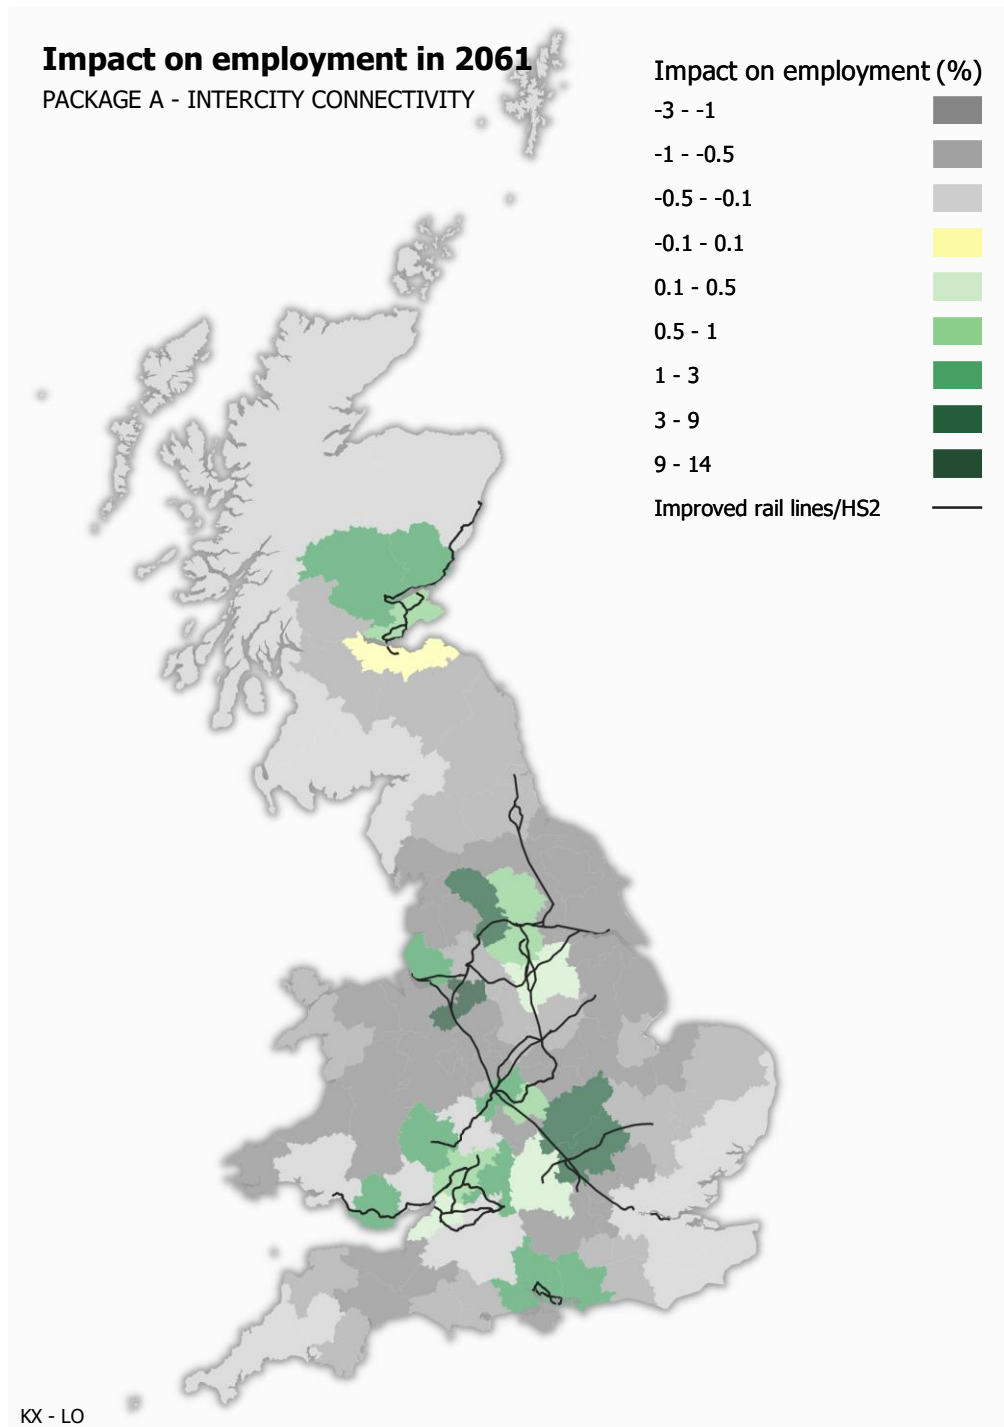 Impact on employment in 2061
PACKAGE A - INTERCITY CONNECTIVITY
Impact on employment (%)
-3 - -1
-1 - -0.5
-0.5 - -0.1
-0.1 - 0.1
0.1 - 0.5
0.5 - 1
1 - 3
3 - 9
9 - 14
Improved rail lines/HS2
KX - LO